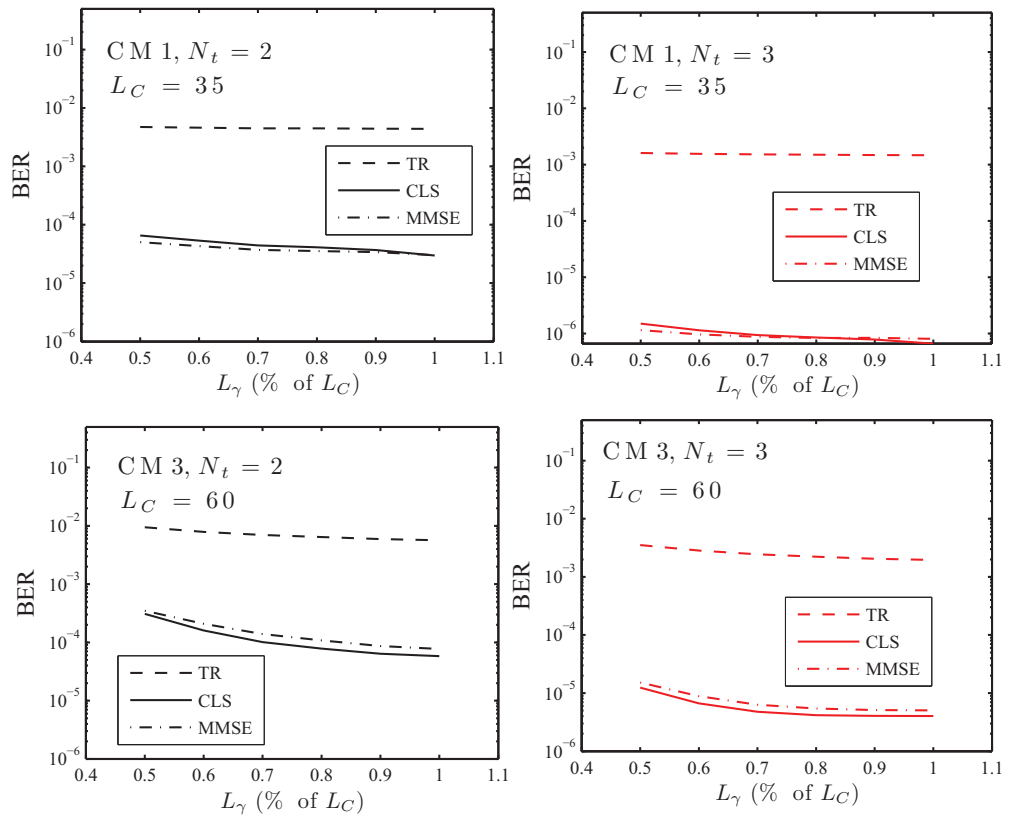 CM 1, N_t = 2
L_C = 35
BER
10^-1
10^-2
10^-3
10^-4
10^-5
10^-6
TR
CLS
MMSE
0.4 0.5 0.6 0.7 0.8 0.9 1 1.1
L_γ (% of L_C)
CM 1, N_t = 3
L_C = 35
BER
10^-1
10^-2
10^-3
10^-4
10^-5
10^-6
TR
CLS
MMSE
0.4 0.5 0.6 0.7 0.8 0.9 1 1.1
L_γ (% of L_C)
CM 3, N_t = 2
L_C = 60
BER
10^-1
10^-2
10^-3
10^-4
10^-5
10^-6
TR
CLS
MMSE
0.4 0.5 0.6 0.7 0.8 0.9 1 1.1
L_γ (% of L_C)
CM 3, N_t = 3
L_C = 60
BER
10^-1
10^-2
10^-3
10^-4
10^-5
10^-6
TR
CLS
MMSE
0.4 0.5 0.6 0.7 0.8 0.9 1 1.1
L_γ (% of L_C)